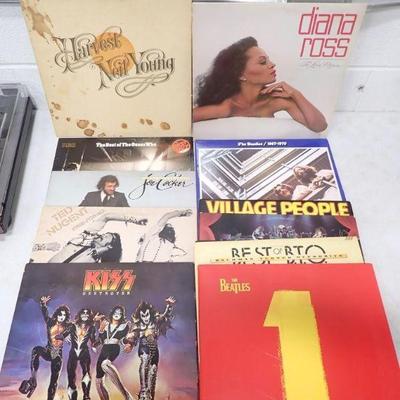 Harvest
Neil Young
diana
ross
The Best of The Guess Who
Joe Cocker
TED
NUGENT
KISS
DESTROYER
The Beatles / 1967-1970
VILLAGE PEOPLE
BEST OF B.T.O.
THE
BEATLES
1